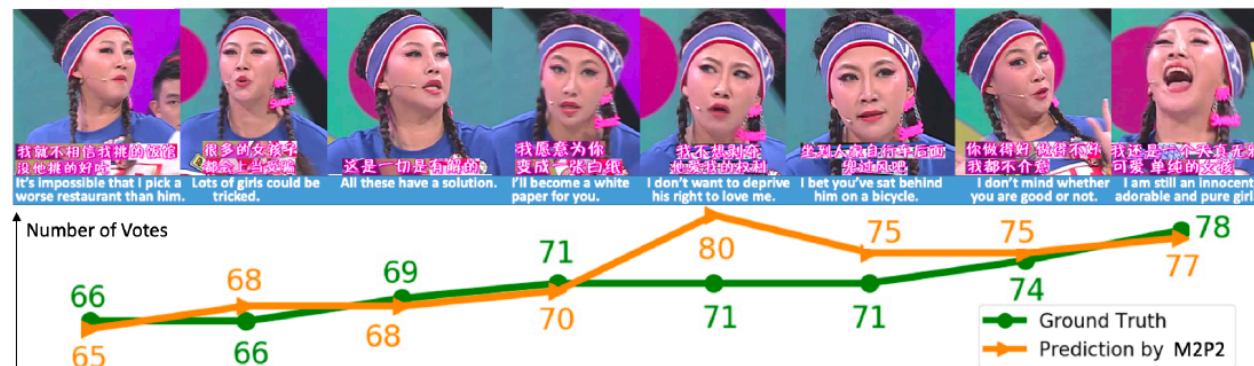 我就不相信我挑的饭馆
没他挑的好吃
It's impossible that I pick a
worse restaurant than him.
很多的女孩子
都会上当受骗
Lots of girls could be
tricked.
这是一切是有解的
All these have a solution.
我愿意为你
变成一张白纸
I'll become a white
paper for you.
我不想剥夺
他爱我的权利
I don't want to deprive
his right to love me.
坐到人家自行车后面
兜过风吧
I bet you've sat behind
him on a bicycle.
你做得好 做得不好
我都不介意
I don't mind whether
you are good or not.
我还是一个天真无邪
可爱 单纯的女孩
I am still an innocent
adorable and pure girl
Number of Votes
66
66
69
71
71
71
74
78
65
68
68
70
80
75
75
77
Ground Truth
Prediction by M2P2